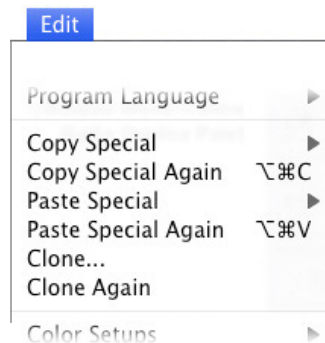 Edit
Program Language
Copy Special
Copy Special Again ⌥⌘C
Paste Special
Paste Special Again ⌥⌘V
Clone...
Clone Again
Color Setups